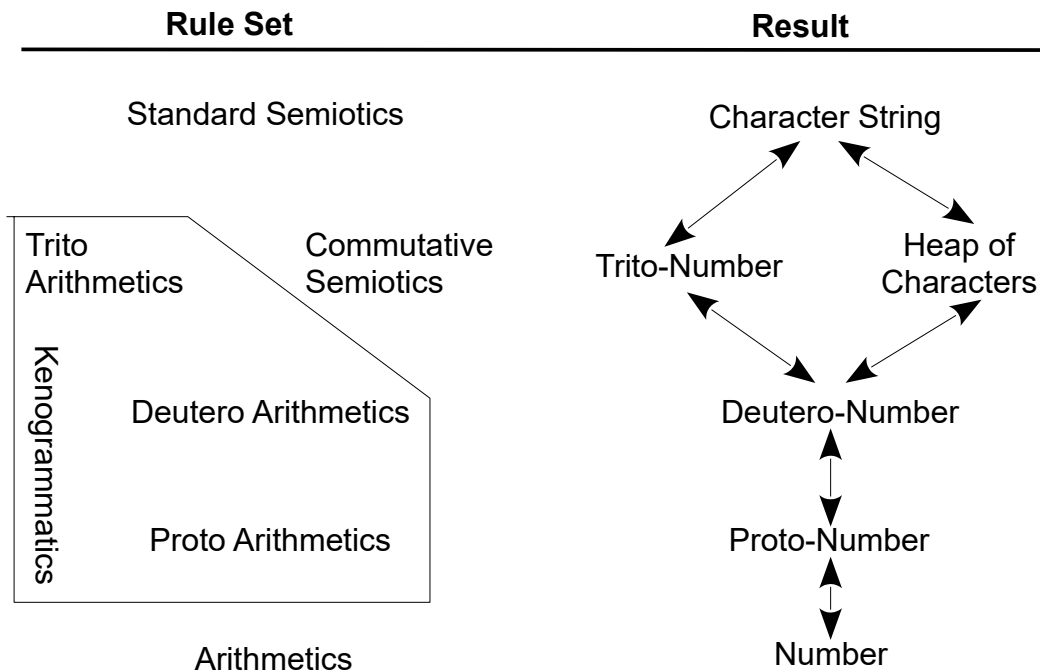 Rule Set
Result
Standard Semiotics
Character String
Trito
Arithmetics
Commutative
Semiotics
Trito-Number
Heap of
Characters
Kenogrammatics
Deutero Arithmetics
Deutero-Number
Proto Arithmetics
Proto-Number
Arithmetics
Number